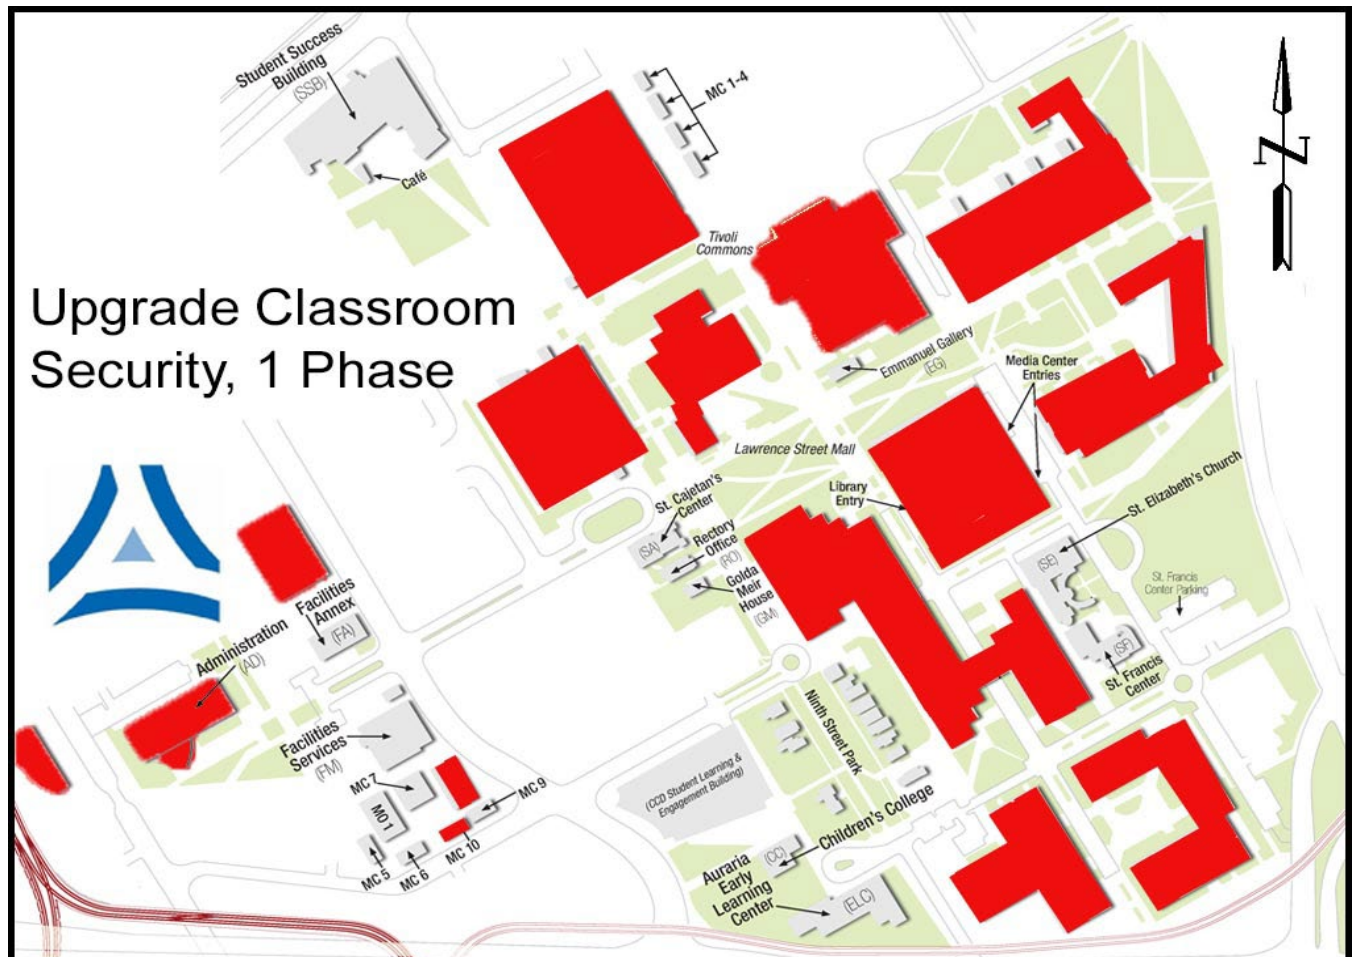 Student Success
Building
(SSB)
Café
MC 1-4
N
Tivoli
Commons
Upgrade Classroom
Security, 1 Phase
Emmanuel Gallery
(EG)
Media Center
Entries
Lawrence Street Mall
Library
Entry
St. Cajetan's
Center
(SA)
Rectory
Office
(RO)
Golda
Meir
House
(GM)
St. Elizabeth's Church
(SE)
St. Francis
Center Parking
(SF)
St. Francis
Center
Facilities
Annex
(FA)
Administration
(AD)
Facilities
Services
(FM)
MC 7
MO 1
MC 9
MC 10
MC 5
MC 6
Ninth Street Park
(CCD Student Learning &
Engagement Building)
Children's College
(CC)
Auraria
Early
Learning
Center
(ELC)